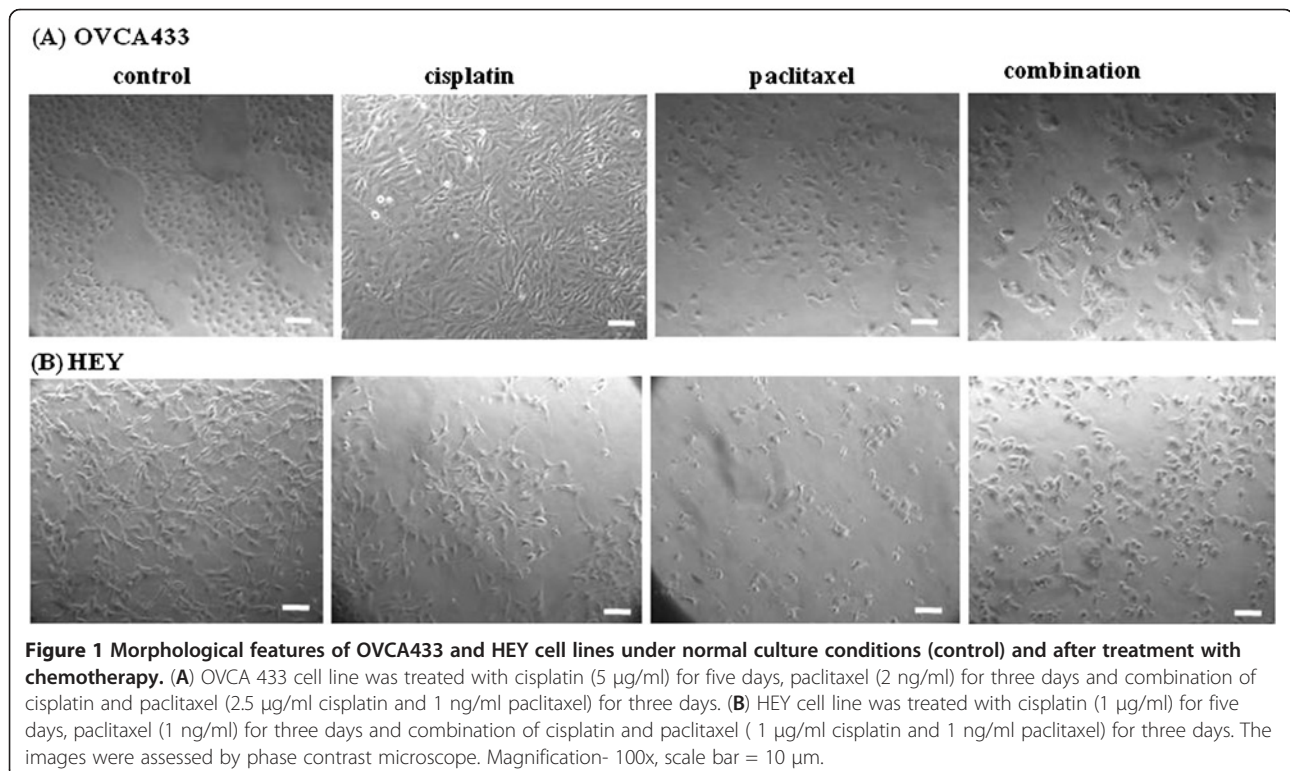 (A) OVCA433
control cisplatin paclitaxel combination
(B) HEY
Figure 1 Morphological features of OVCA433 and HEY cell lines under normal culture conditions (control) and after treatment with
chemotherapy. (A) OVCA 433 cell line was treated with cisplatin (5 μg/ml) for five days, paclitaxel (2 ng/ml) for three days and combination of
cisplatin and paclitaxel (2.5 μg/ml cisplatin and 1 ng/ml paclitaxel) for three days. (B) HEY cell line was treated with cisplatin (1 μg/ml) for five
days, paclitaxel (1 ng/ml) for three days and combination of cisplatin and paclitaxel ( 1 μg/ml cisplatin and 1 ng/ml paclitaxel) for three days. The
images were assessed by phase contrast microscope. Magnification- 100x, scale bar = 10 μm.